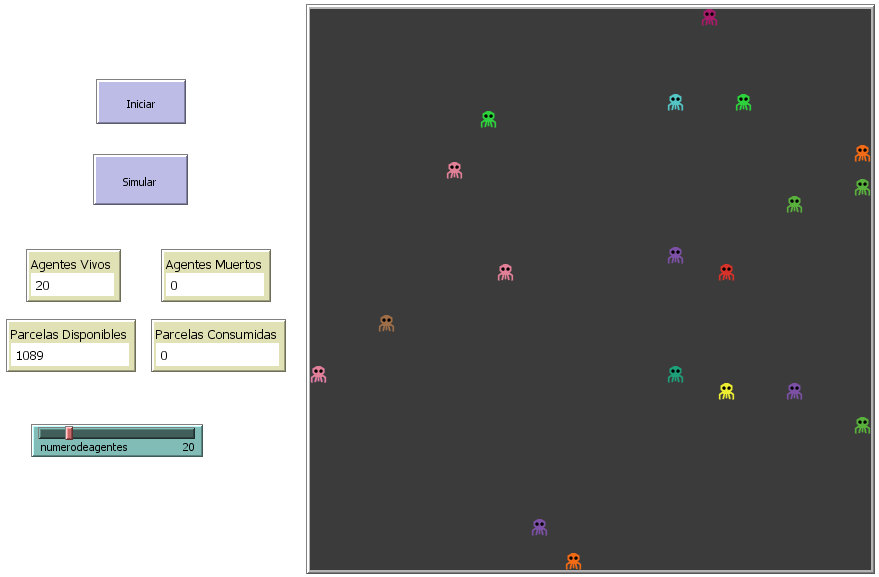 Iniciar
Simular
Agentes Vivos
20
Agentes Muertos
0
Parcelas Disponibles
1089
Parcelas Consumidas
0
numerodeagentes 20